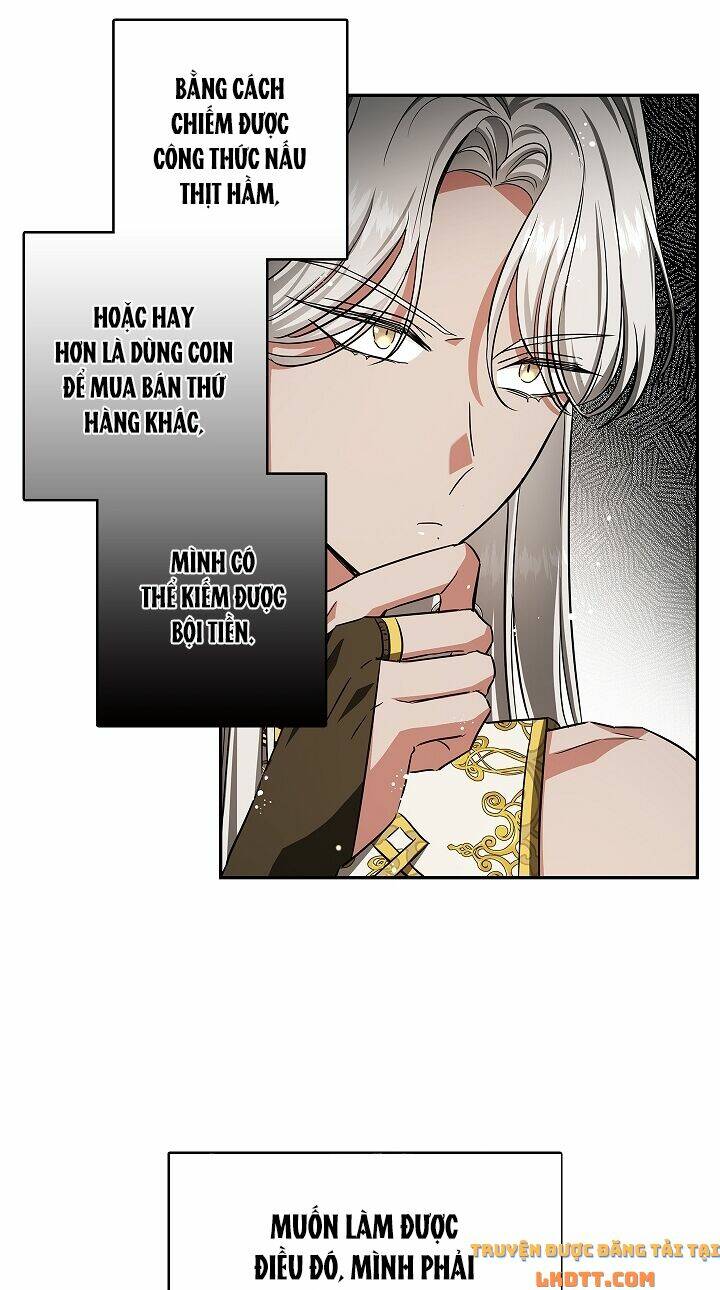 BẰNG CÁCH
CHIẾM ĐƯỢC
CÔNG THỨC NẤU
THỊT HẦM,
HOẶC HAY
HƠN LÀ DÙNG COIN
ĐỂ MUA BÁN THỨ
HÀNG KHÁC,
MÌNH CÓ
THỂ KIẾM ĐƯỢC
BỘI TIỀN,
MUỐN LÀM ĐƯỢC
ĐIỀU ĐÓ, MÌNH PHẢI
TRUYỆN ĐƯỢC ĐĂNG TẢI TẠI
LKDTT.COM